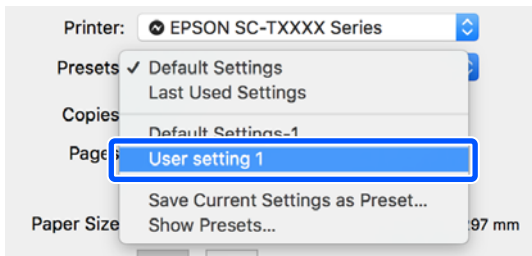 Printer: EPSON SC-TXXXX Series
Presets ✓ Default Settings
Last Used Settings
Copies
Default Settings-1
Pages User setting 1
Save Current Settings as Preset...
Paper Size Show Presets... 97 mm